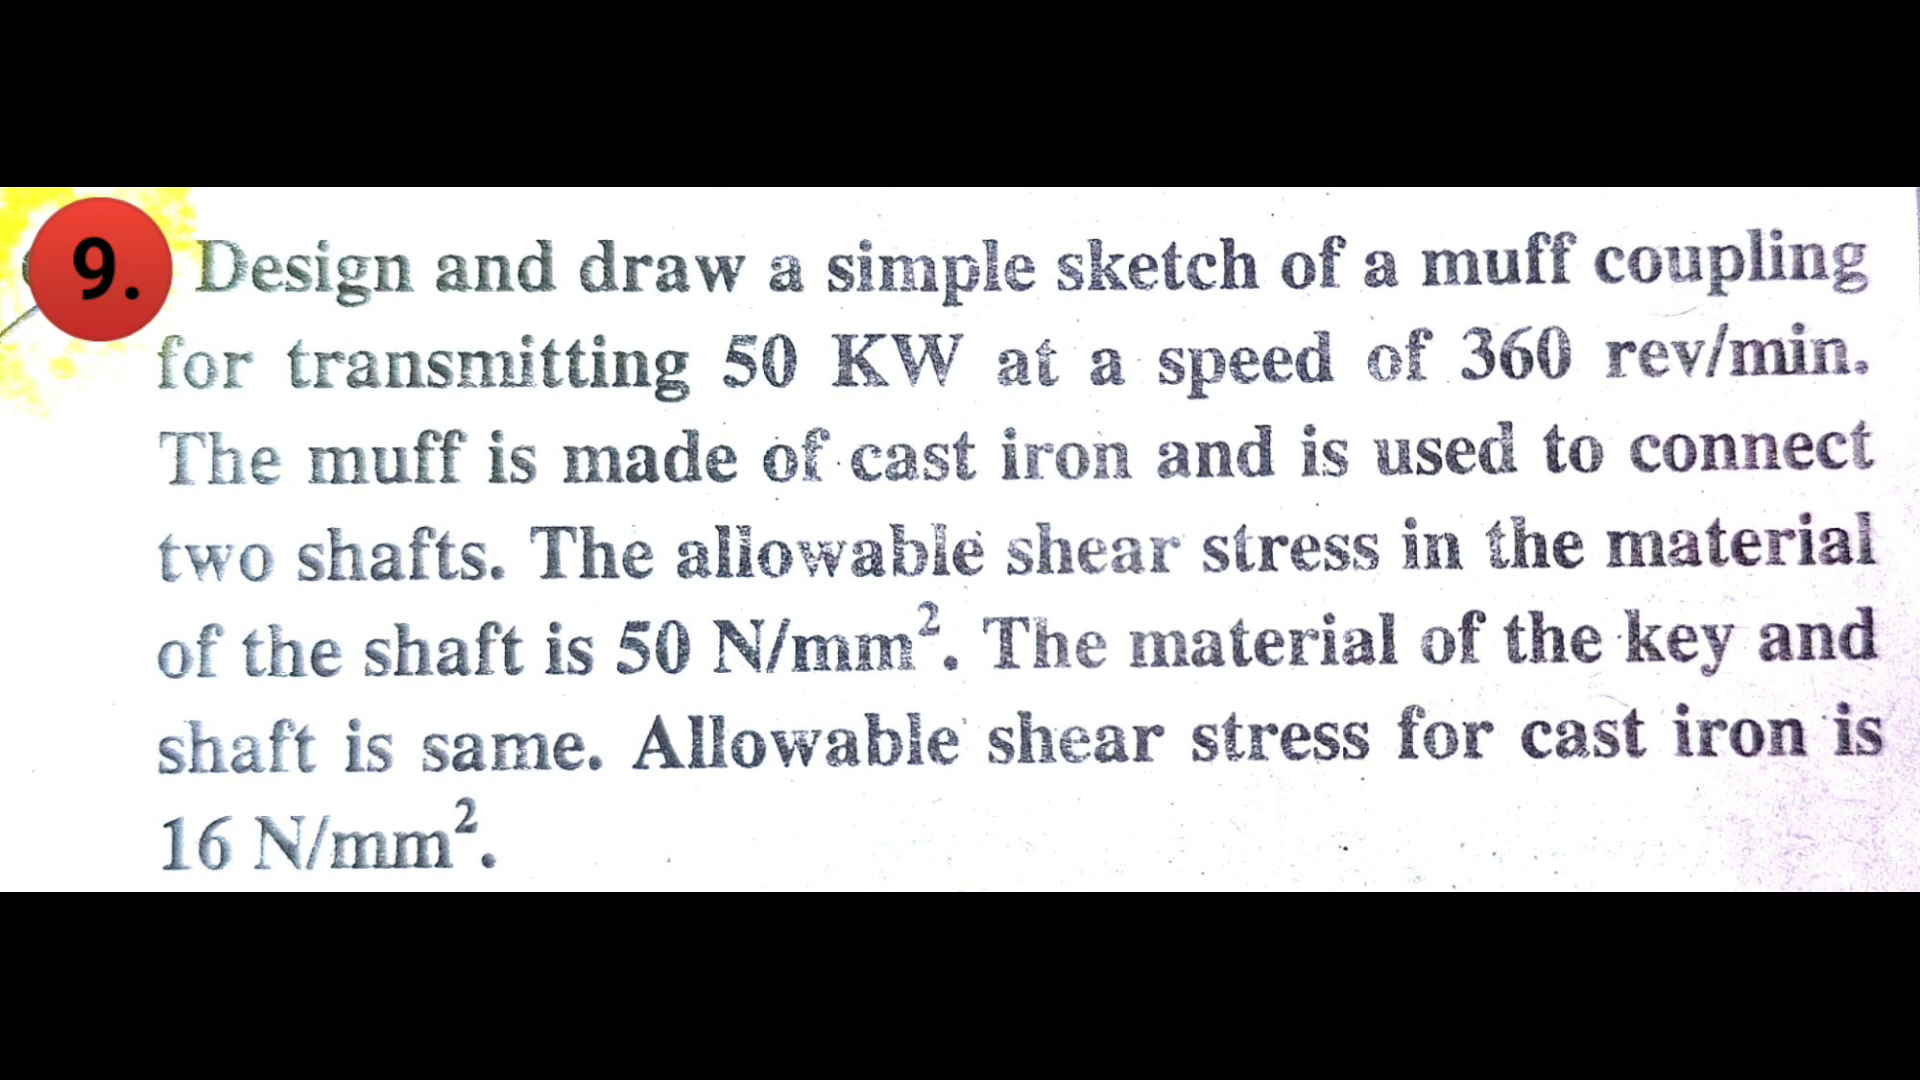 9. Design and draw a simple sketch of a muff coupling
for transmitting 50 KW at a speed of 360 rev/min.
The muff is made of cast iron and is used to connect
two shafts. The allowable shear stress in the material
of the shaft is 50 N/mm². The material of the key and
shaft is same. Allowable shear stress for cast iron is
16 N/mm².